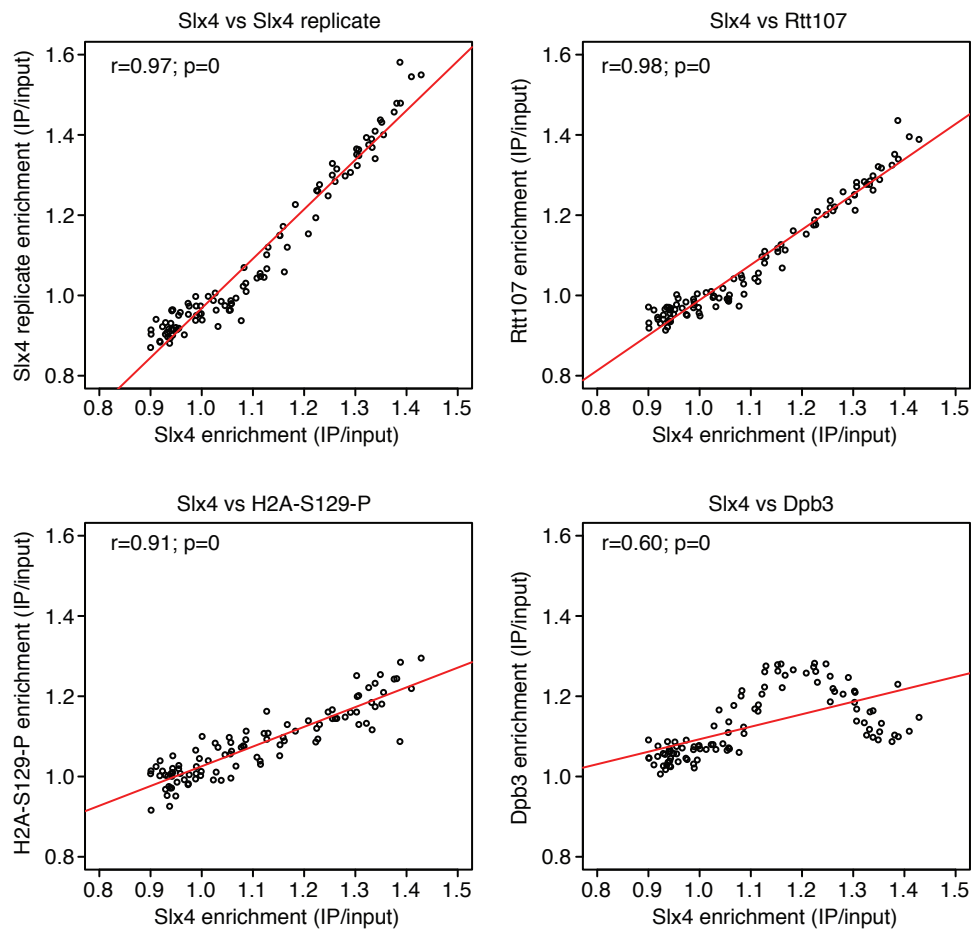 Slx4 vs Slx4 replicate
r=0.97; p=0
Slx4 replicate enrichment (IP/input)
1.6
1.4
1.2
1.0
0.8
0.8 0.9 1.0 1.1 1.2 1.3 1.4 1.5
Slx4 enrichment (IP/input)
Slx4 vs Rtt107
r=0.98; p=0
Rtt107 enrichment (IP/input)
1.6
1.4
1.2
1.0
0.8
0.8 0.9 1.0 1.1 1.2 1.3 1.4 1.5
Slx4 enrichment (IP/input)
Slx4 vs H2A-S129-P
r=0.91; p=0
H2A-S129-P enrichment (IP/input)
1.6
1.4
1.2
1.0
0.8
0.8 0.9 1.0 1.1 1.2 1.3 1.4 1.5
Slx4 enrichment (IP/input)
Slx4 vs Dpb3
r=0.60; p=0
Dpb3 enrichment (IP/input)
1.6
1.4
1.2
1.0
0.8
0.8 0.9 1.0 1.1 1.2 1.3 1.4 1.5
Slx4 enrichment (IP/input)